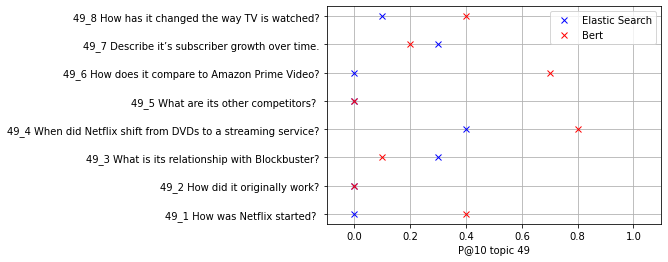 49_8 How has it changed the way TV is watched?
49_7 Describe it's subscriber growth over time.
49_6 How does it compare to Amazon Prime Video?
49_5 What are its other competitors?
49_4 When did Netflix shift from DVDs to a streaming service?
49_3 What is its relationship with Blockbuster?
49_2 How did it originally work?
49_1 How was Netflix started?
Elastic Search
Bert
0.0 0.2 0.4 0.6 0.8 1.0
P@10 topic 49